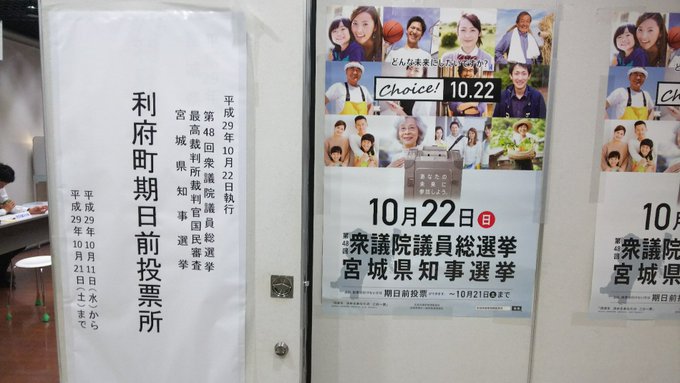 平成29年10月22日執行
第48回衆議院議員総選挙
最高裁判所裁判官国民審査
宮城県知事選挙
利府町期日前投票所
平成29年10月11日（水）から
平成29年10月21日（土）まで
どんな未来にしたいですか?
Choice! 10.22
あなたの
未来に
参加しよう。
10月22日 日
第48回 衆議院議員総選挙
宮城県知事選挙
期日前投票 ～10月21日土まで
どんな
Choice
10月
第48回 衆議院
宮城県